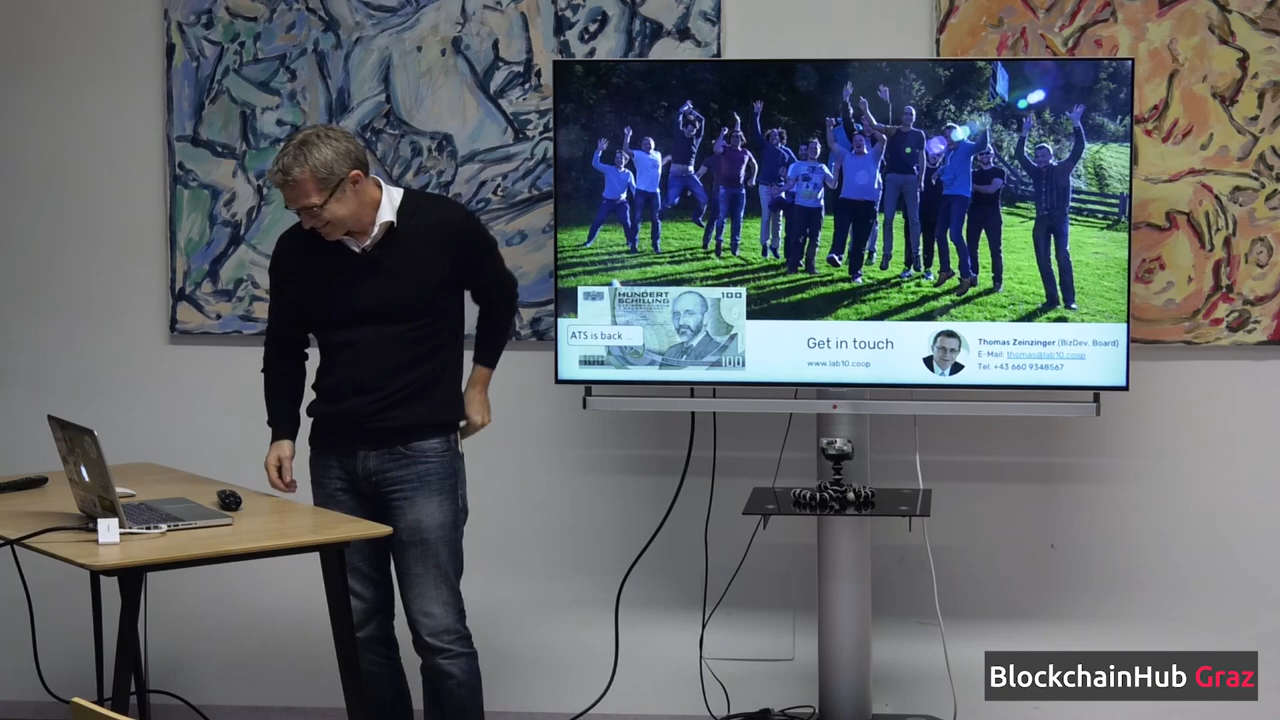 HUNDERT
SCHILLING
100
ATS is back ...
100
Get in touch
www.lab10.coop
Thomas Zeinzinger (BizDev. Board)
E-Mail: thomas@lab10.coop
Tel: +43 660 9348567
BlockchainHub Graz